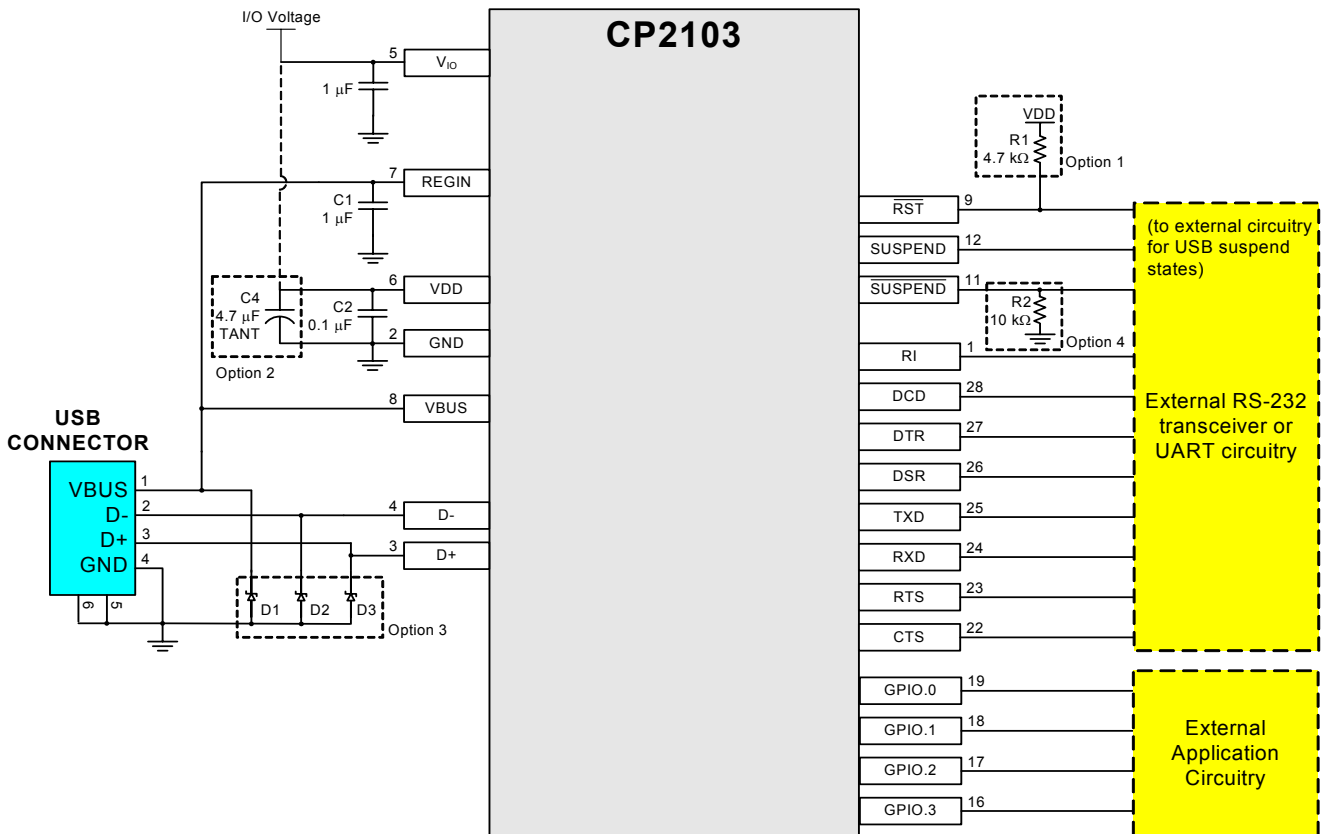 CP2103
I/O Voltage
5
VIO
1 μF
7
REGIN
C1
1 μF
6
VDD
C4
4.7 μF
TANT
C2
0.1 μF
2
GND
Option 2
8
VBUS
USB
CONNECTOR
VBUS
1
D-
2
D+
3
GND
4
6
5
4
D-
3
D+
D1
D2
D3
Option 3
VDD
R1
4.7 kΩ
Option 1
RST
9
SUSPEND
12
SUSPEND
11
R2
10 kΩ
Option 4
RI
1
DCD
28
DTR
27
DSR
26
TXD
25
RXD
24
RTS
23
CTS
22
(to external circuitry
for USB suspend
states)
External RS-232
transceiver or
UART circuitry
GPIO.0
19
GPIO.1
18
GPIO.2
17
GPIO.3
16
External
Application
Circuitry